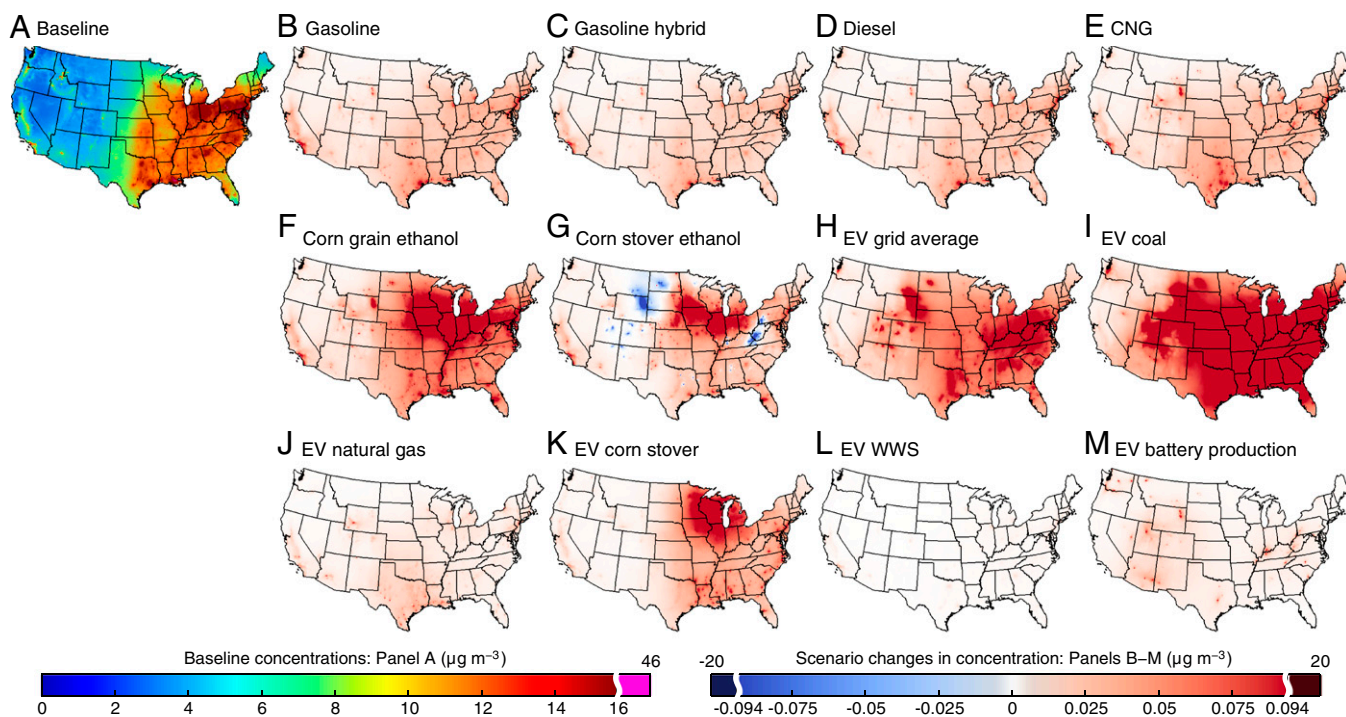 A Baseline
B Gasoline
C Gasoline hybrid
D Diesel
E CNG
F Corn grain ethanol
G Corn stover ethanol
H EV grid average
I EV coal
J EV natural gas
K EV corn stover
L EV WWS
M EV battery production
Baseline concentrations: Panel A (µg m⁻³) 46
0 2 4 6 8 10 12 14 16
-20 Scenario changes in concentration: Panels B–M (µg m⁻³) 20
-0.094 -0.075 -0.05 -0.025 0 0.025 0.05 0.075 0.094